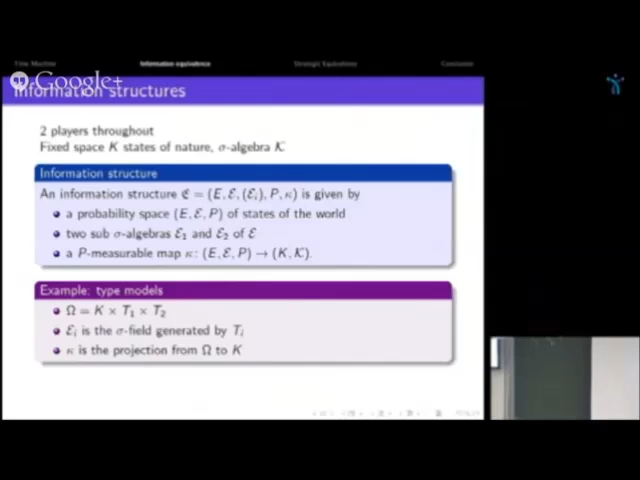 Time Machine
Information equivalence
Strategic Equivalence
Conclusion
Google+
Information structures
2 players throughout
Fixed space K states of nature, σ-algebra 𝒦
Information structure
An information structure 𝔈 = (E, ℰ, (ℰᵢ), P, κ) is given by
a probability space (E, ℰ, P) of states of the world
two sub σ-algebras ℰ₁ and ℰ₂ of ℰ
a P-measurable map κ: (E, ℰ, P) → (K, 𝒦).
Example: type models
Ω = K × T₁ × T₂
ℰᵢ is the σ-field generated by Tᵢ
κ is the projection from Ω to K